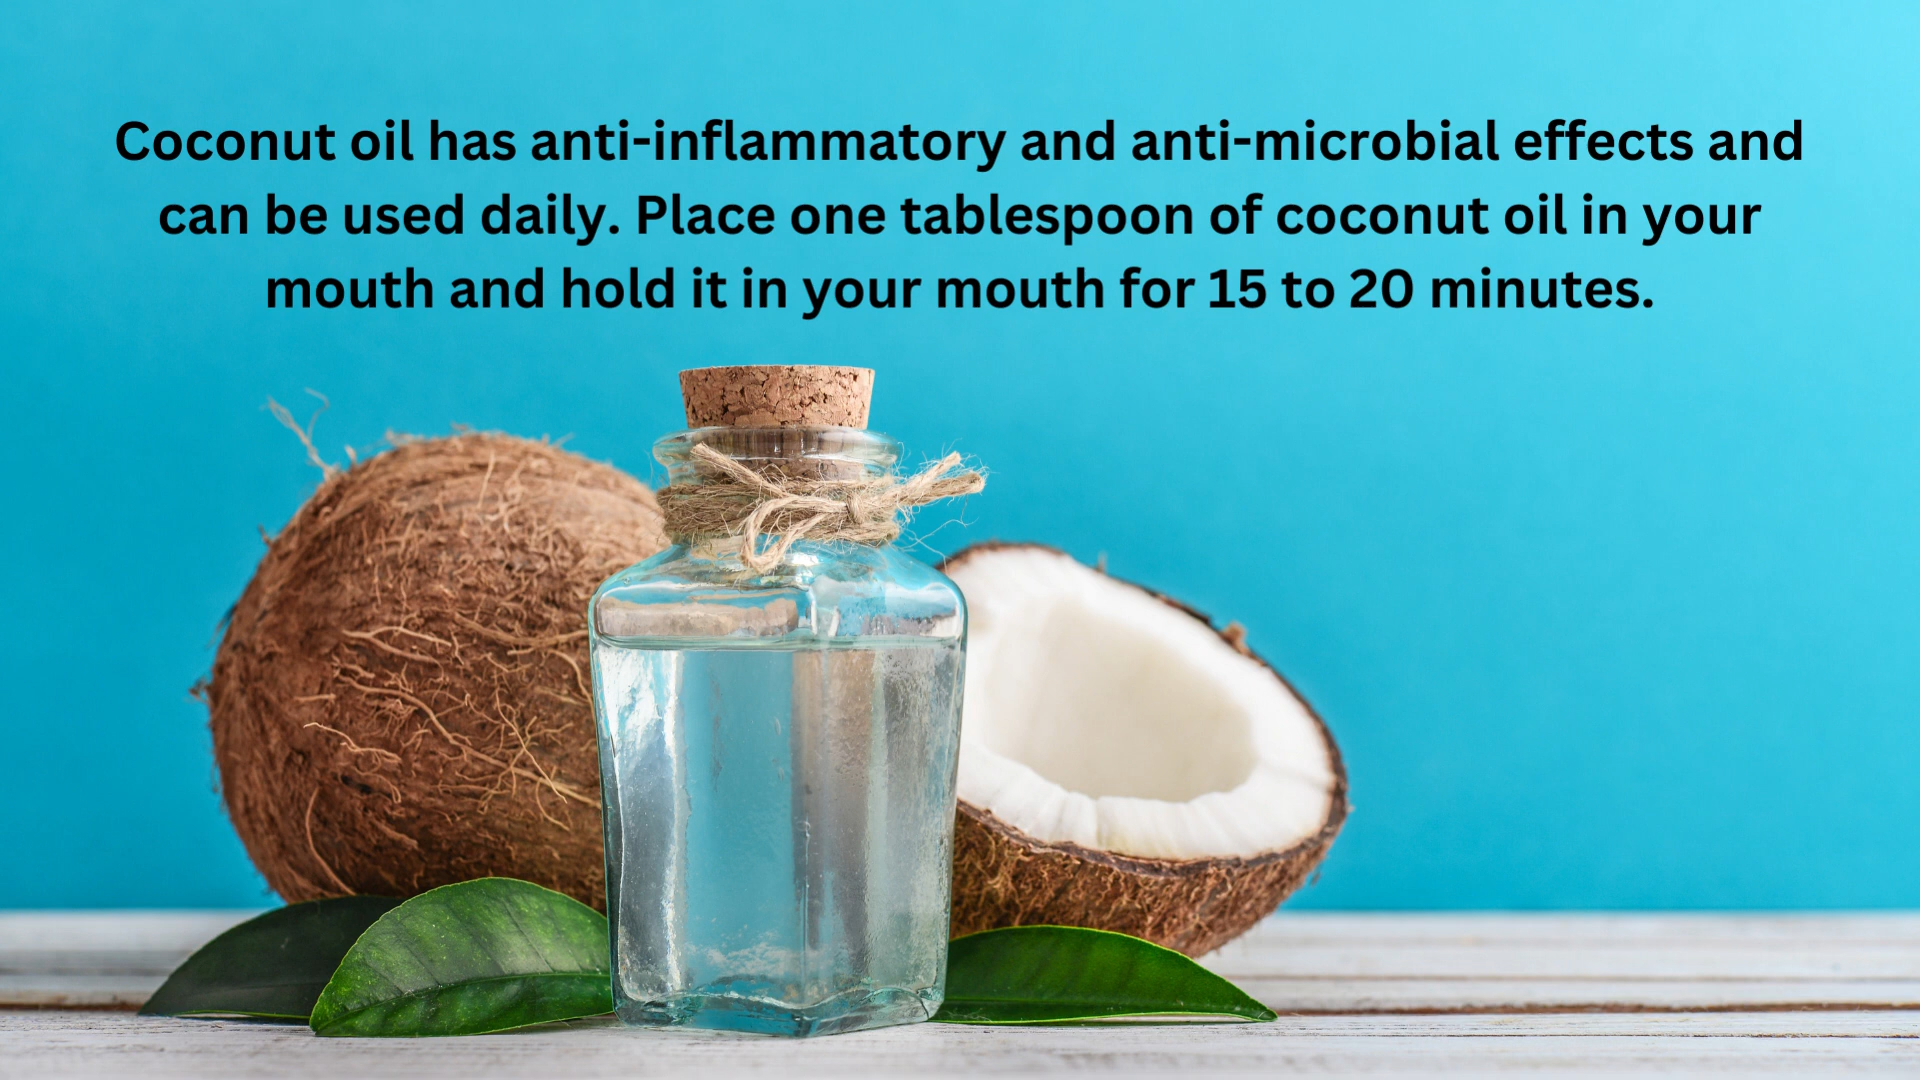 Coconut oil has anti-inflammatory and anti-microbial effects and
can be used daily. Place one tablespoon of coconut oil in your
mouth and hold it in your mouth for 15 to 20 minutes.